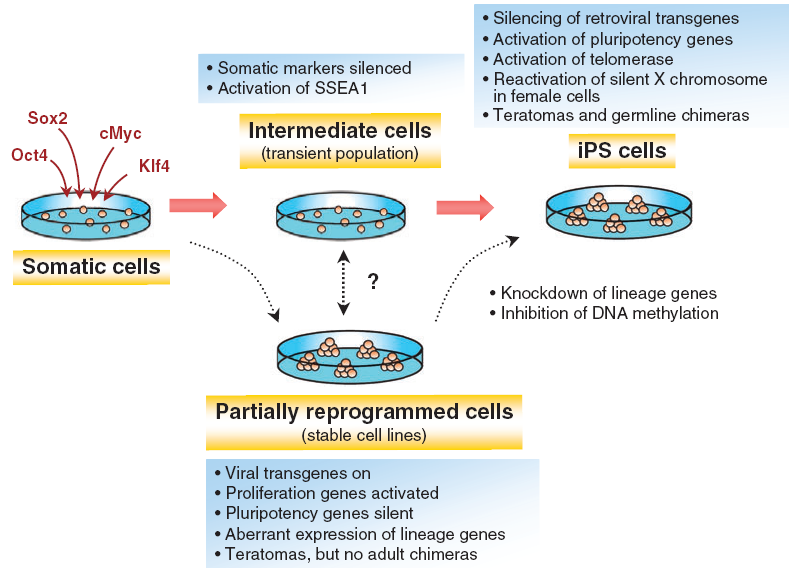 • Silencing of retroviral transgenes
• Activation of pluripotency genes
• Activation of telomerase
• Reactivation of silent X chromosome
in female cells
• Teratomas and germline chimeras
• Somatic markers silenced
• Activation of SSEA1
Sox2
cMyc
Oct4
Klf4
Intermediate cells
(transient population)
iPS cells
Somatic cells
?
• Knockdown of lineage genes
• Inhibition of DNA methylation
Partially reprogrammed cells
(stable cell lines)
• Viral transgenes on
• Proliferation genes activated
• Pluripotency genes silent
• Aberrant expression of lineage genes
• Teratomas, but no adult chimeras